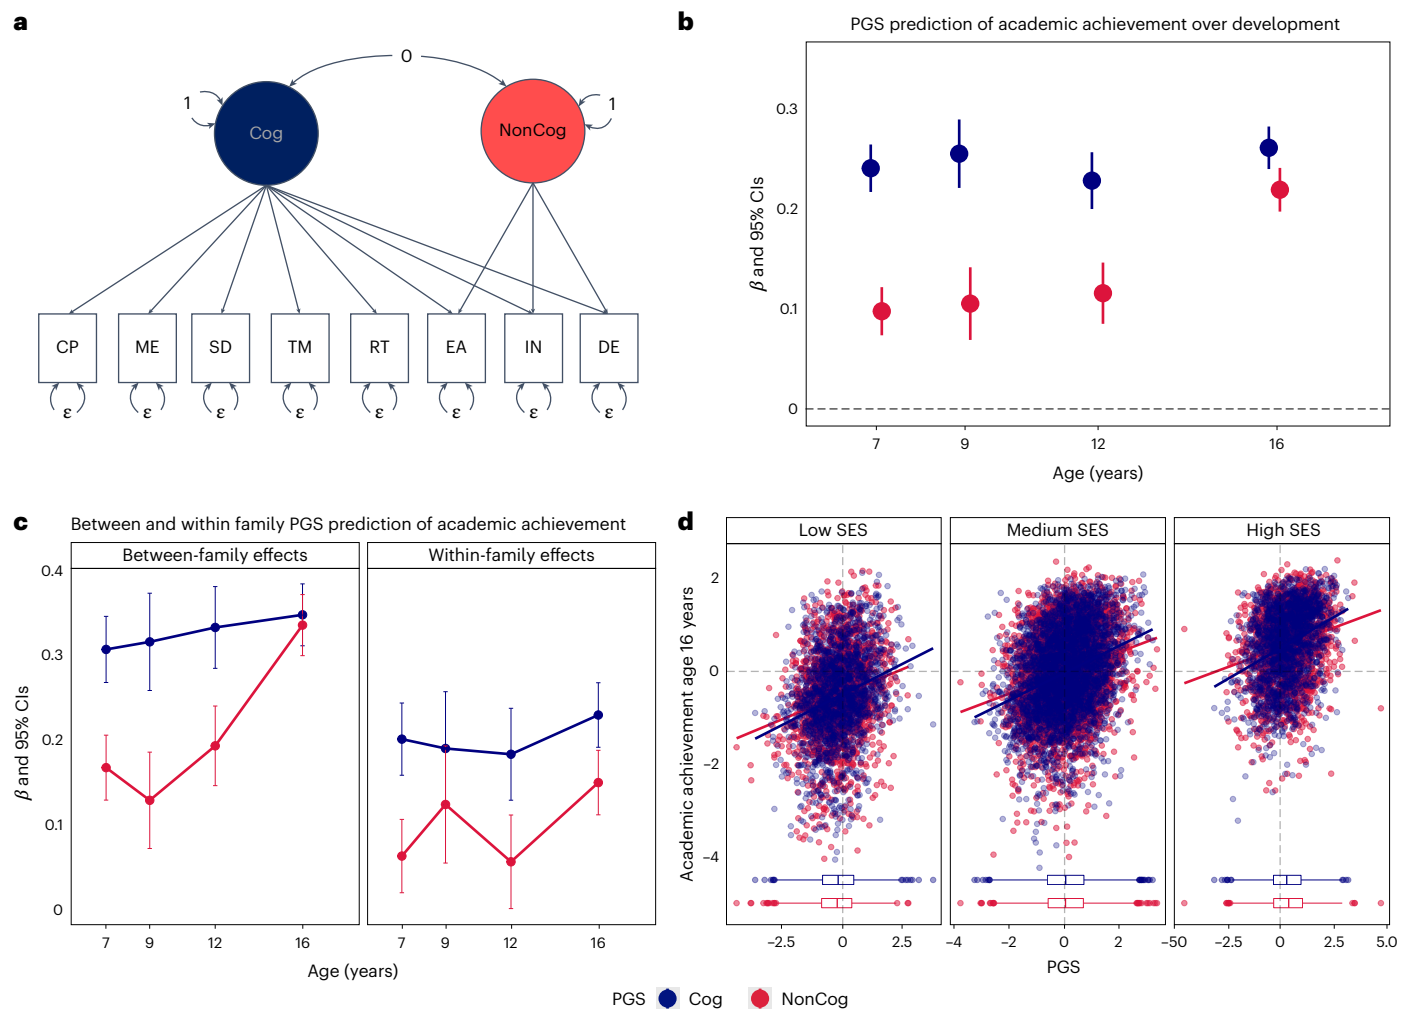 a
0
1
Cog
NonCog
1
CP ME SD TM RT EA IN DE
ε ε ε ε ε ε ε ε
b
PGS prediction of academic achievement over development
β and 95% CIs
0.3
0.2
0.1
0
7 9 12 16
Age (years)
c
Between and within family PGS prediction of academic achievement
Between-family effects Within-family effects
β and 95% CIs
0.4
0.3
0.2
0.1
0
7 9 12 16 7 9 12 16
Age (years)
d
Low SES Medium SES High SES
Academic achievement age 16 years
2
0
−2
−4
−2.5 0 2.5 −4 −2 0 2 −50 −2.5 0 2.5 5.0
PGS
PGS Cog NonCog